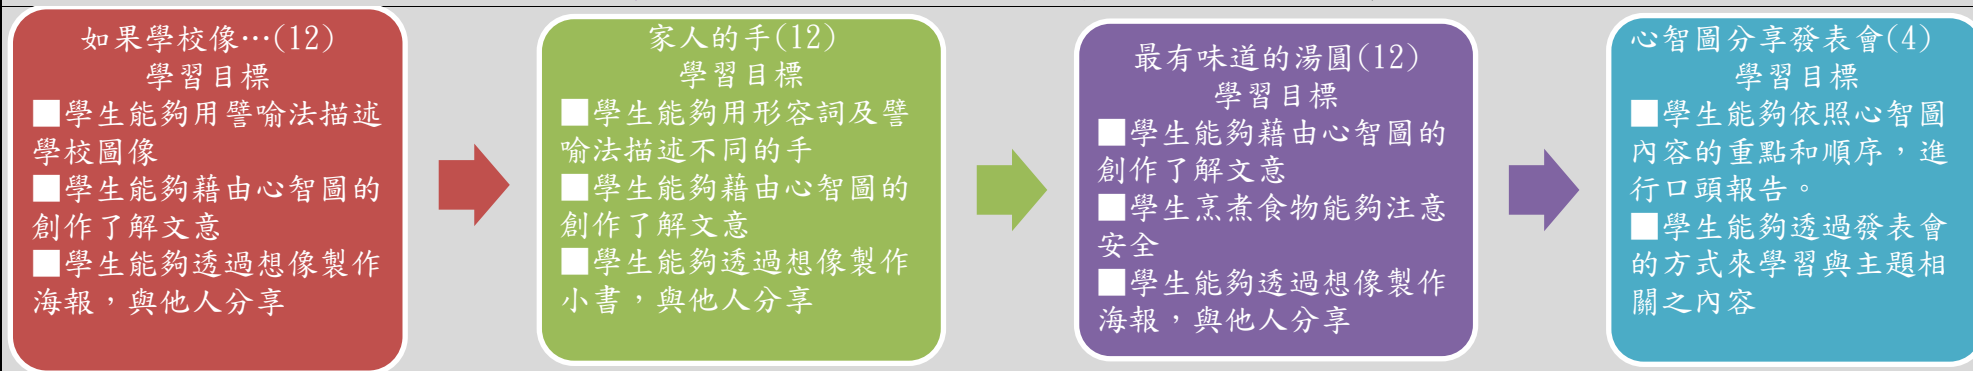 如果學校像…(12)
學習目標
■學生能夠用譬喻法描述
學校圖像
■學生能夠藉由心智圖的
創作了解文意
■學生能夠透過想像製作
海報，與他人分享
家人的手(12)
學習目標
■學生能夠用形容詞及譬
喻法描述不同的手
■學生能夠藉由心智圖的
創作了解文意
■學生能夠透過想像製作
小書，與他人分享
最有味道的湯圓(12)
學習目標
■學生能夠藉由心智圖的
創作了解文意
■學生烹煮食物能夠注意
安全
■學生能夠透過想像製作
海報，與他人分享
心智圖分享發表會(4)
學習目標
■學生能夠依照心智圖
內容的重點和順序，進
行口頭報告。
■學生能夠透過發表會
的方式來學習與主題相
關之內容